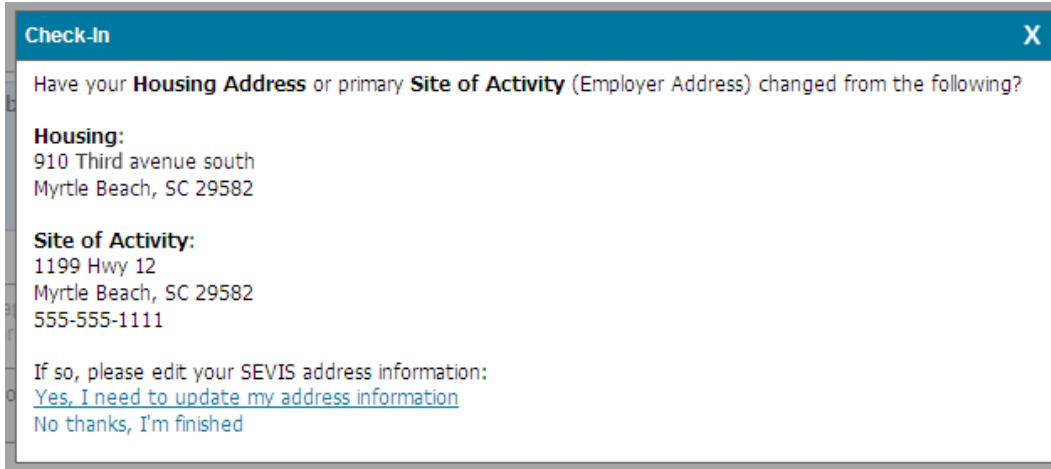 Check-In X
Have your Housing Address or primary Site of Activity (Employer Address) changed from the following?
Housing:
910 Third avenue south
Myrtle Beach, SC 29582
Site of Activity:
1199 Hwy 12
Myrtle Beach, SC 29582
555-555-1111
If so, please edit your SEVIS address information:
Yes, I need to update my address information
No thanks, I'm finished